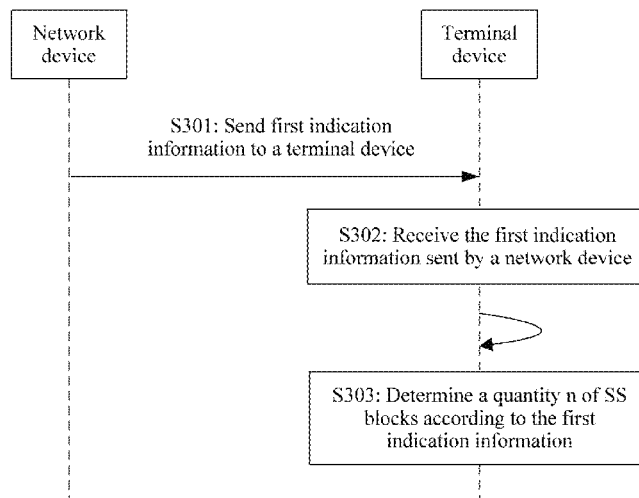 Network
device
Terminal
device
S301: Send first indication
information to a terminal device
S302: Receive the first indication
information sent by a network device
S303: Determine a quantity n of SS
blocks according to the first
indication information